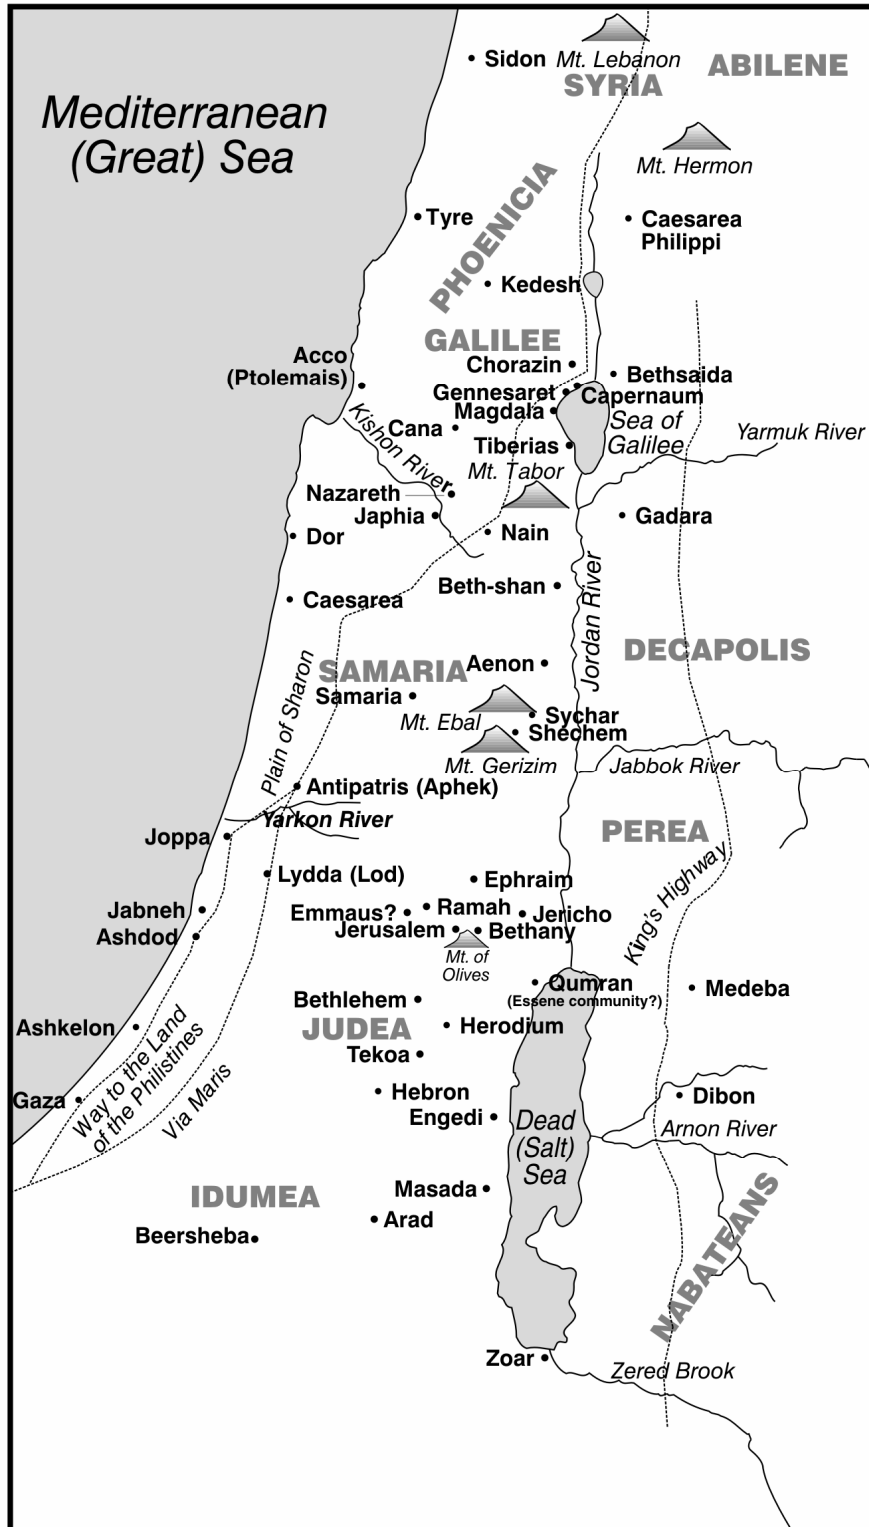 Sidon
Mt. Lebanon
SYRIA
ABILENE
Mediterranean
(Great) Sea
Mt. Hermon
PHOENICIA
Tyre
Caesarea
Philippi
Kedesh
GALILEE
Acco
(Ptolemais)
Chorazin
Bethsaida
Gennesaret
Capernaum
Magdala
Sea of
Galilee
Kishon River
Cana
Yarmuk River
Tiberias
Mt. Tabor
Nazareth
Japhia
Gadara
Dor
Nain
Beth-shan
Jordan River
Caesarea
DECAPOLIS
Plain of Sharon
SAMARIA
Aenon
Samaria
Mt. Ebal
Sychar
Shechem
Mt. Gerizim
Jabbok River
Antipatris (Aphek)
Yarkon River
Joppa
PEREA
King's Highway
Lydda (Lod)
Ephraim
Jabneh
Emmaus?
Ramah
Jericho
Ashdod
Jerusalem
Bethany
Mt. of
Olives
Qumran
(Essene community?)
Medeba
Bethlehem
JUDEA
Herodium
Ashkelon
Tekoa
Way to the Land
of the Philistines
Via Maris
Gaza
Hebron
Engedi
Dead
(Salt)
Sea
Dibon
Arnon River
IDUMEA
Masada
Arad
Beersheba
NABATEANS
Zoar
Zered Brook